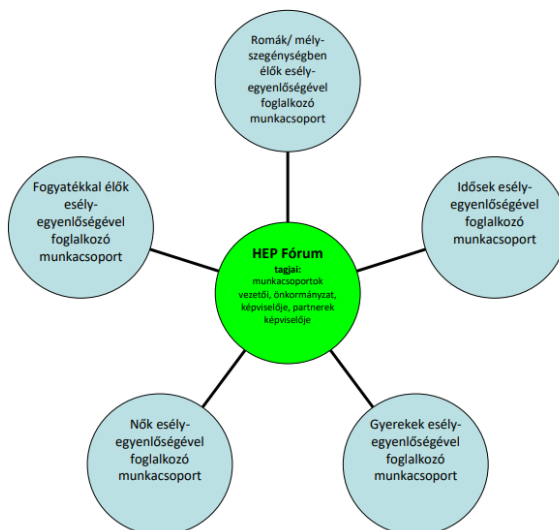 Romák/ mély-
szegénységben
élők esély-
egyenlőségével
foglalkozó
munkacsoport
Fogyatékkal élők
esély-
egyenlőségével
foglalkozó
munkacsoport
Idősek esély-
egyenlőségével
foglalkozó
munkacsoport
HEP Fórum
tagjai:
munkacsoportok
vezetői, önkormányzat,
képviselője, partnerek
képviselője
Nők esély-
egyenlőségével
foglalkozó
munkacsoport
Gyerekek esély-
egyenlőségével
foglalkozó
munkacsoport